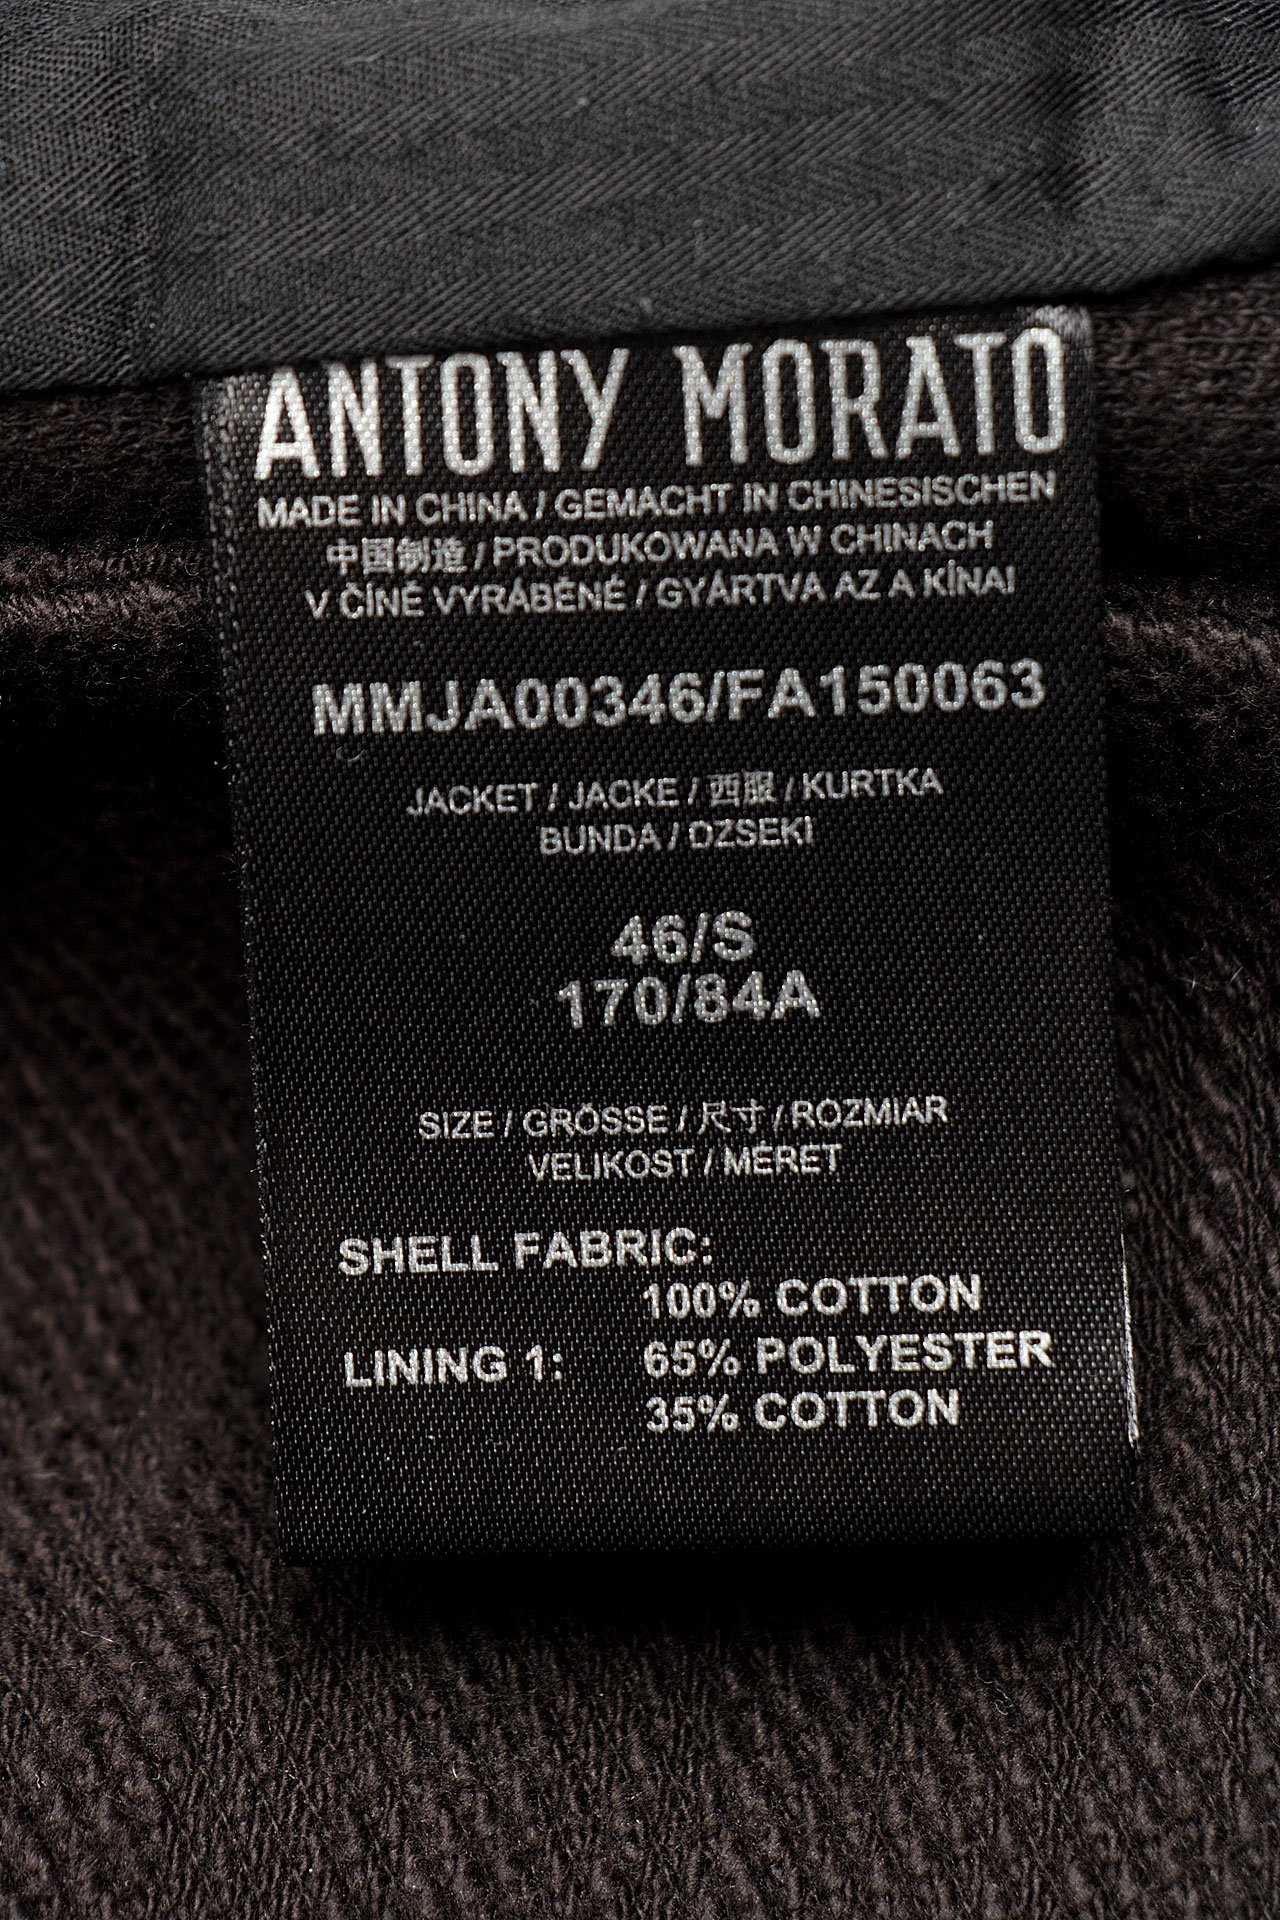 ANTONY MORATO
MADE IN CHINA / GEMACHT IN CHINESISCHEN
中国制造 / PRODUKOWANA W CHINACH
V ČÍNĚ VYRÁBĚNÉ / GYÁRTVA AZ A KÍNAI
MMJA00346/FA150063
JACKET / JACKE / 西服 / KURTKA
BUNDA / DZSEKI
46/S
170/84A
SIZE / GRÖSSE / 尺寸 / ROZMIAR
VELIKOST / MÉRET
SHELL FABRIC:
100% COTTON
LINING 1: 65% POLYESTER
35% COTTON